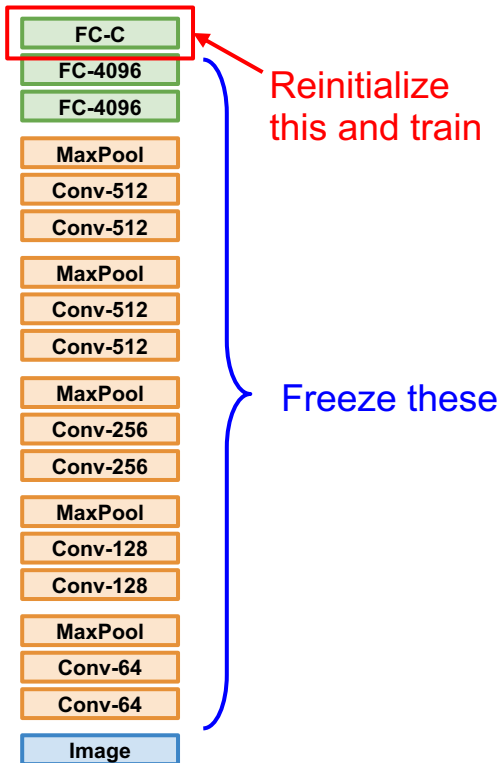 FC-C
FC-4096
FC-4096
Reinitialize
this and train
MaxPool
Conv-512
Conv-512
MaxPool
Conv-512
Conv-512
MaxPool
Conv-256
Conv-256
Freeze these
MaxPool
Conv-128
Conv-128
MaxPool
Conv-64
Conv-64
Image